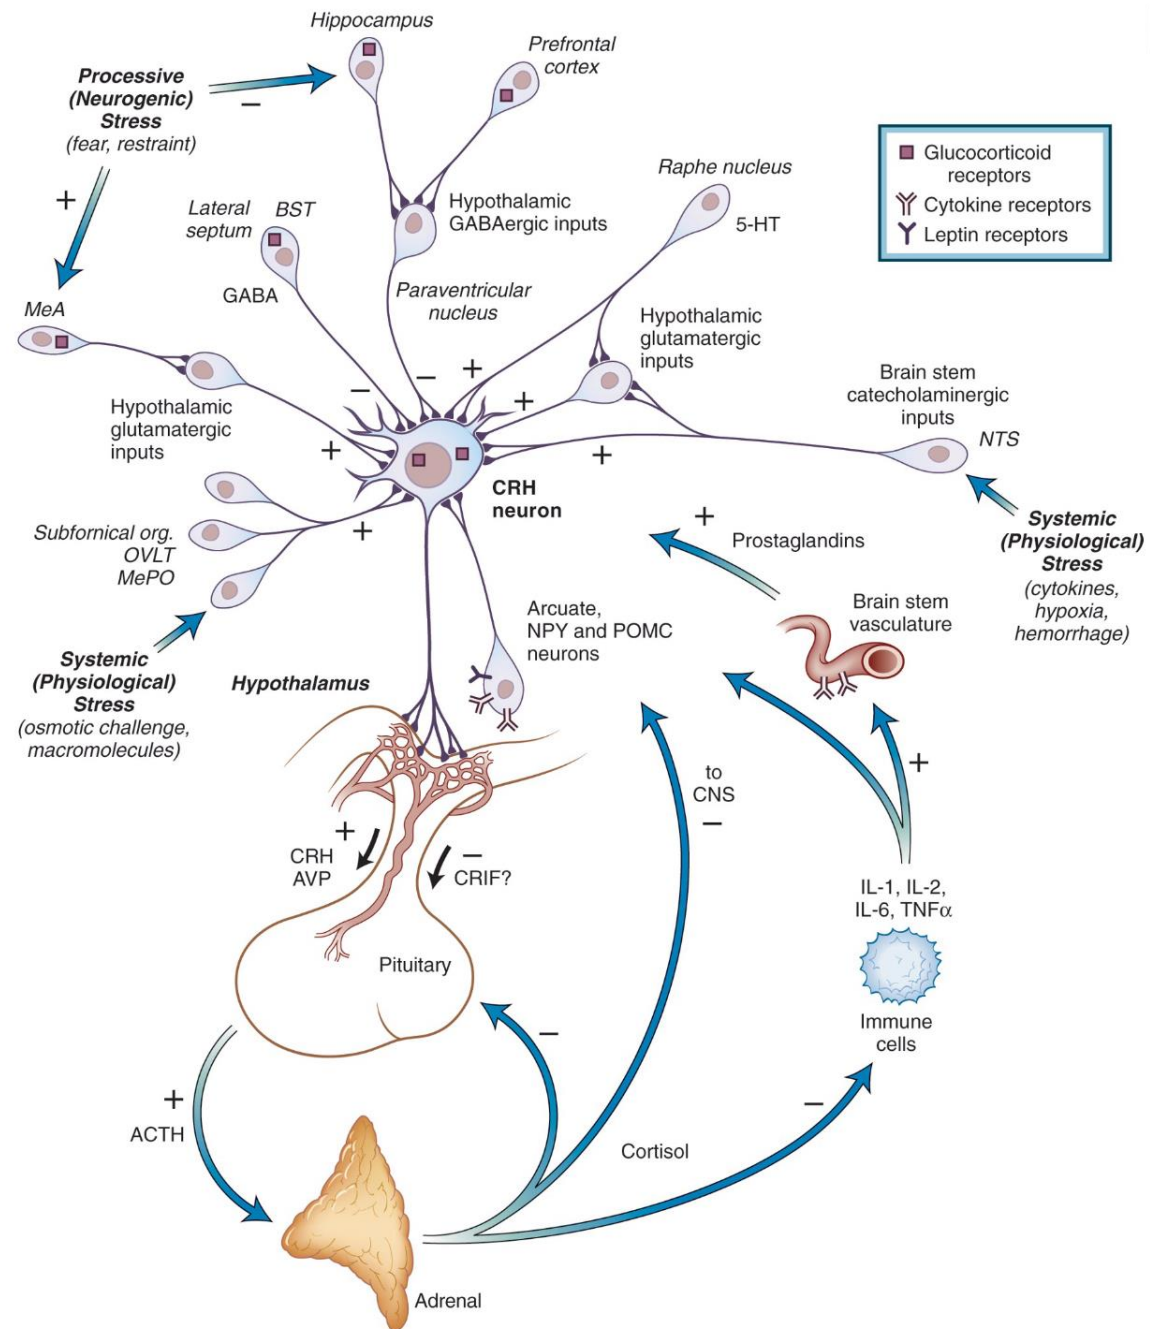 Hippocampus
Prefrontal
cortex
Processive
(Neurogenic)
Stress
(fear, restraint)
−
+
Glucocorticoid
receptors
Cytokine receptors
Leptin receptors
Raphe nucleus
5-HT
Lateral
septum
BST
GABA
Hypothalamic
GABAergic inputs
Paraventricular
nucleus
MeA
Hypothalamic
glutamatergic
inputs
Hypothalamic
glutamatergic
inputs
Brain stem
catecholaminergic
inputs
NTS
−
−
+
+
+
+
+
CRH
neuron
Subfornical org.
OVLT
MePO
Systemic
(Physiological)
Stress
(osmotic challenge,
macromolecules)
Systemic
(Physiological)
Stress
(cytokines,
hypoxia,
hemorrhage)
+
Prostaglandins
Brain stem
vasculature
Arcuate,
NPY and POMC
neurons
Hypothalamus
to
CNS
−
+
+
CRH
AVP
−
CRIF?
IL-1, IL-2,
IL-6, TNFα
Pituitary
Immune
cells
−
−
+
ACTH
Cortisol
Adrenal